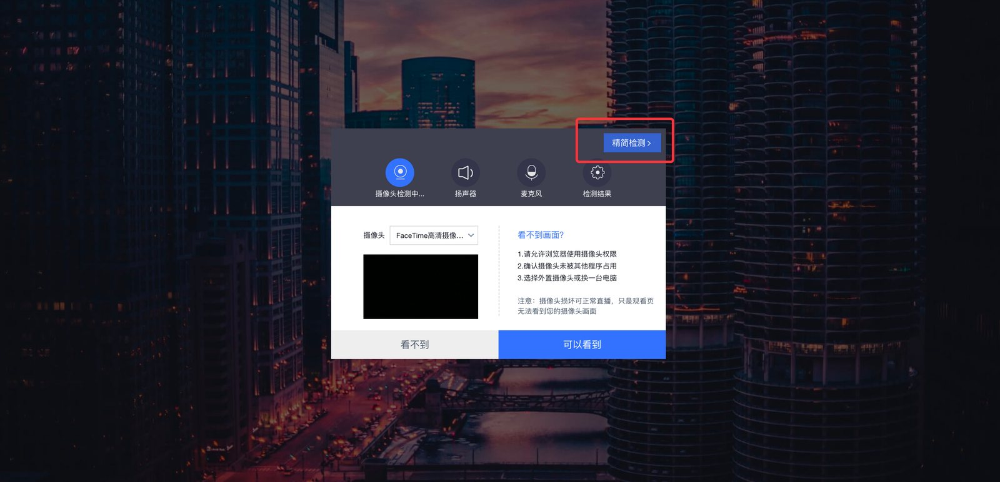 精简检测 >
摄像头检测中...
扬声器
麦克风
检测结果
摄像头
FaceTime高清摄像...
看不到画面?
1.请允许浏览器使用摄像头权限
2.确认摄像头未被其他程序占用
3.选择外置摄像头或换一台电脑
注意：摄像头损坏可正常直播，只是观看页
无法看到您的摄像头画面
看不到
可以看到